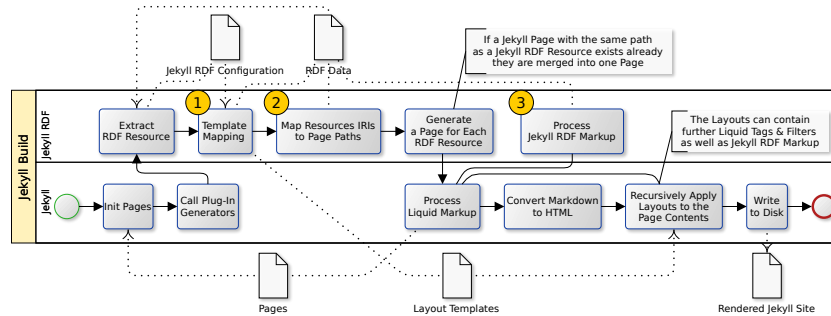 If a Jekyll Page with the same path
as a Jekyll RDF Resource exists already
they are merged into one Page
Jekyll RDF Configuration
RDF Data
Jekyll Build
Jekyll RDF
1
2
3
Extract
RDF Resource
Template
Mapping
Map Resources IRIs
to Page Paths
Generate
a Page for Each
RDF Resource
Process
Jekyll RDF Markup
The Layouts can contain
further Liquid Tags & Filters
as well as Jekyll RDF Markup
Jekyll
Init Pages
Call Plug-In
Generators
Process
Liquid Markup
Convert Markdown
to HTML
Recursively Apply
Layouts to the
Page Contents
Write
to Disk
Pages
Layout Templates
Rendered Jekyll Site